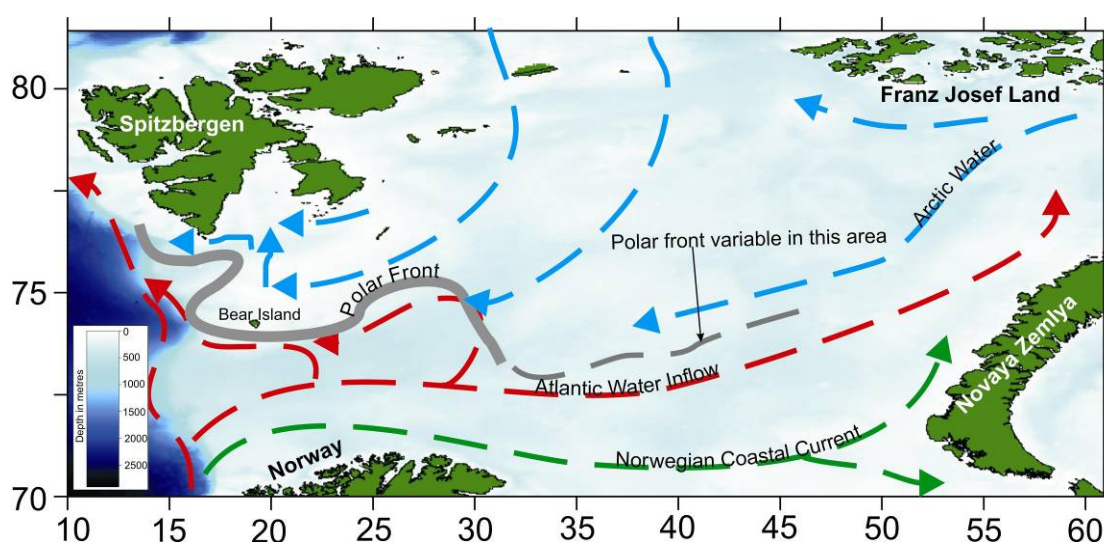 80
75
70
Spitzbergen
Franz Josef Land
Arctic Water
Polar front variable in this area
Polar Front
Bear Island
Novaya Zemlya
Atlantic Water Inflow
Norwegian Coastal Current
Norway
Depth in metres
0
500
1000
1500
2000
2500
10 15 20 25 30 35 40 45 50 55 60